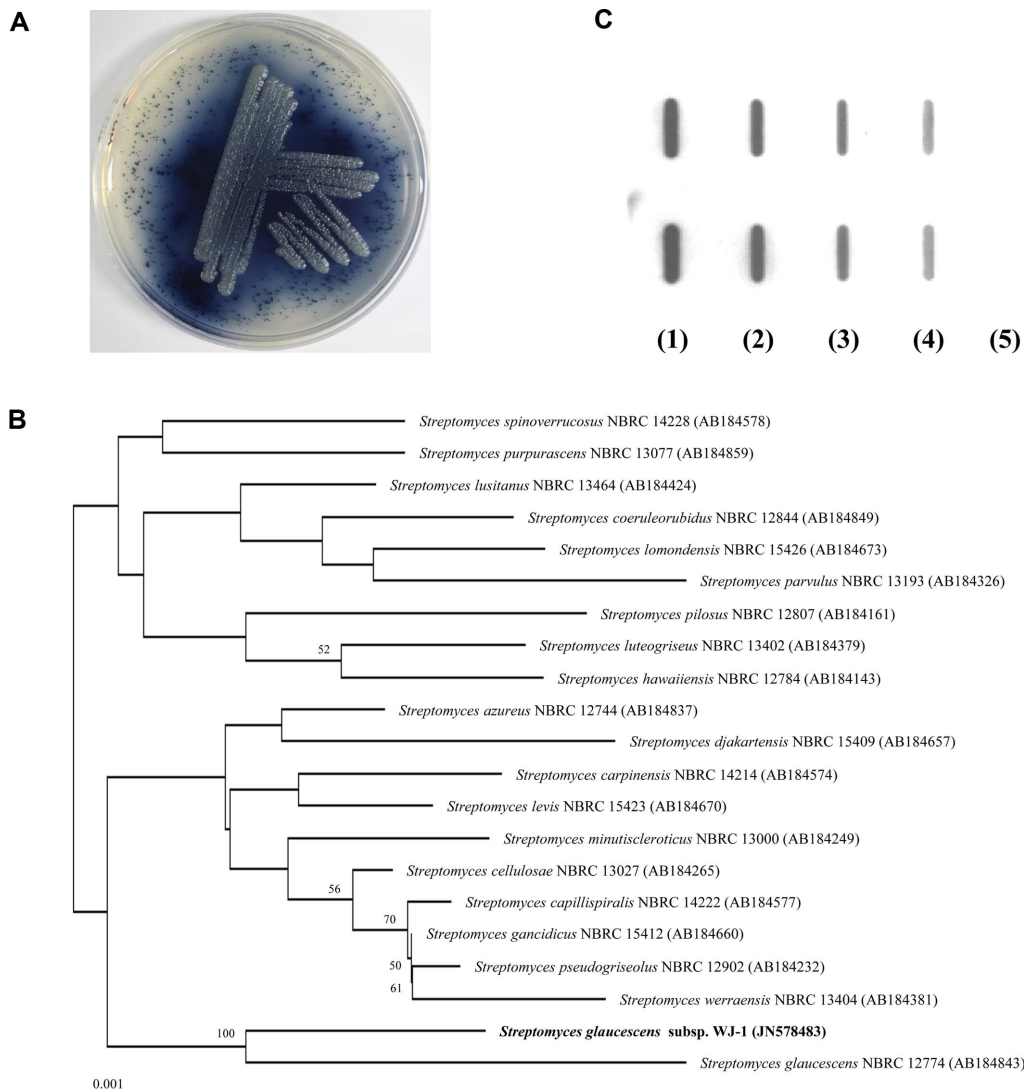 A
C
(1) (2) (3) (4) (5)
B
Streptomyces spinoverrucosus NBRC 14228 (AB184578)
Streptomyces purpurascens NBRC 13077 (AB184859)
Streptomyces lusitanus NBRC 13464 (AB184424)
Streptomyces coeruleorubidus NBRC 12844 (AB184849)
Streptomyces lomondensis NBRC 15426 (AB184673)
Streptomyces parvulus NBRC 13193 (AB184326)
Streptomyces pilosus NBRC 12807 (AB184161)
52
Streptomyces luteogriseus NBRC 13402 (AB184379)
Streptomyces hawaiiensis NBRC 12784 (AB184143)
Streptomyces azureus NBRC 12744 (AB184837)
Streptomyces djakartensis NBRC 15409 (AB184657)
Streptomyces carpinensis NBRC 14214 (AB184574)
Streptomyces levis NBRC 15423 (AB184670)
Streptomyces minutiscleroticus NBRC 13000 (AB184249)
Streptomyces cellulosae NBRC 13027 (AB184265)
56
Streptomyces capillispiralis NBRC 14222 (AB184577)
70
Streptomyces gancidicus NBRC 15412 (AB184660)
50
Streptomyces pseudogriseolus NBRC 12902 (AB184232)
61
Streptomyces werraensis NBRC 13404 (AB184381)
100
Streptomyces glaucescens subsp. WJ-1 (JN578483)
Streptomyces glaucescens NBRC 12774 (AB184843)
0.001